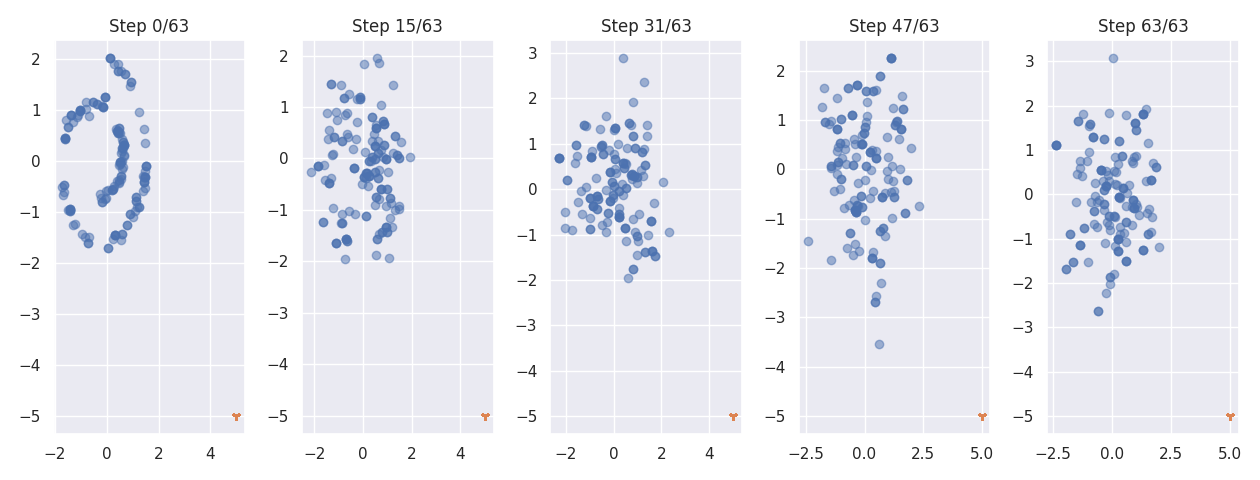 Step 0/63 Step 15/63 Step 31/63 Step 47/63 Step 63/63
2 2 3 2 3
1 1 2 1 2
0 0 1 0 1
−1 −1 0 −1 0
−2 −2 −1 −2 −1
−3 −3 −2 −3 −2
−4 −4 −3 −4 −3
−5 −5 −4 −5 −4
−5 −5
−2 0 2 4 −2 0 2 4 −2 0 2 4 −2.5 0.0 2.5 5.0 −2.5 0.0 2.5 5.0